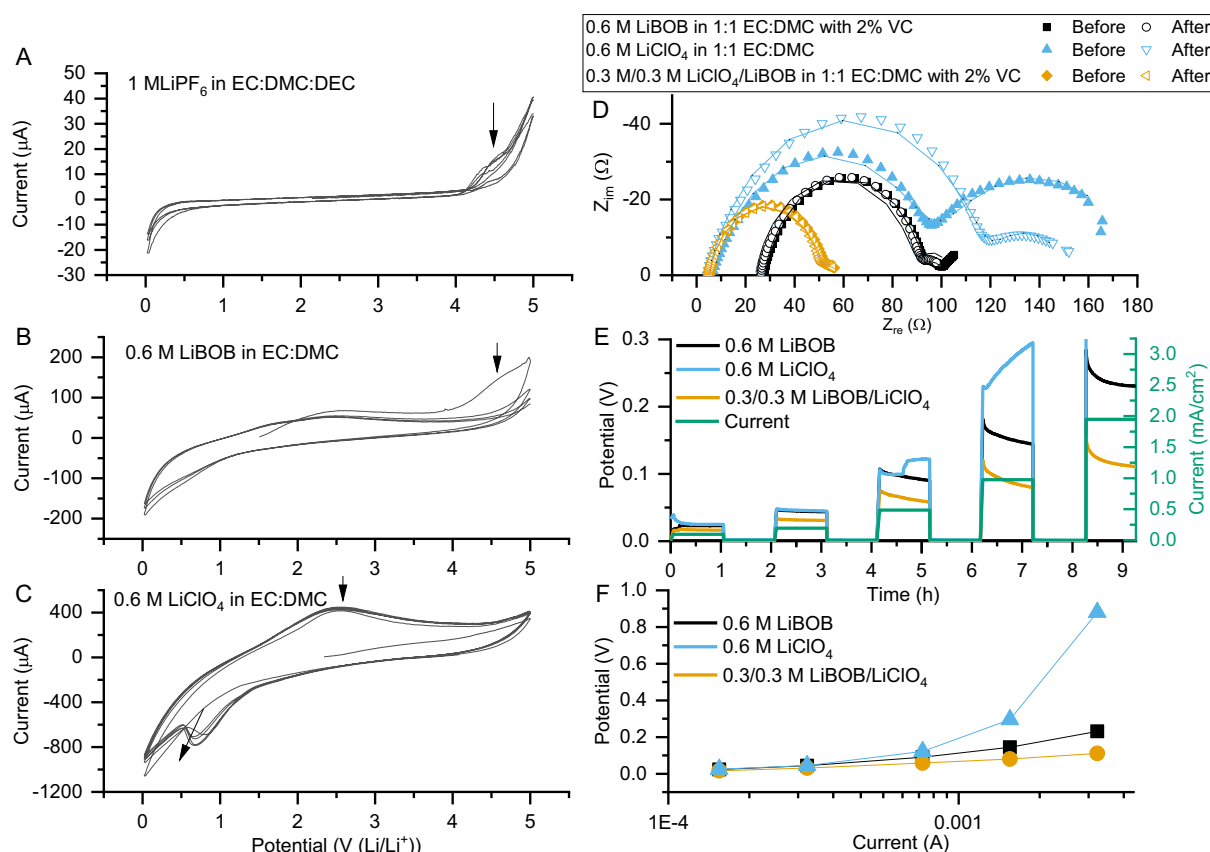 0.6 M LiBOB in 1:1 EC:DMC with 2% VC Before After
0.6 M LiClO4 in 1:1 EC:DMC Before After
0.3 M/0.3 M LiClO4/LiBOB in 1:1 EC:DMC with 2% VC Before After
A
1 MLiPF6 in EC:DMC:DEC
Current (µA)
50
40
30
20
10
0
-10
-20
-30
0 1 2 3 4 5
B
0.6 M LiBOB in EC:DMC
Current (µA)
200
100
0
-100
-200
0 1 2 3 4 5
C
0.6 M LiClO4 in EC:DMC
Current (µA)
400
0
-400
-800
-1200
0 1 2 3 4 5
Potential (V (Li/Li+))
D
Zim (Ω)
-40
-20
0
0 20 40 60 80 100 120 140 160 180
Zre (Ω)
E
0.6 M LiBOB
0.6 M LiClO4
0.3/0.3 M LiBOB/LiClO4
Current
Potential (V)
0.3
0.2
0.1
0.0
Current (mA/cm2)
3.0
2.5
2.0
1.5
1.0
0.5
0.0
0 1 2 3 4 5 6 7 8 9
Time (h)
F
0.6 M LiBOB
0.6 M LiClO4
0.3/0.3 M LiBOB/LiClO4
Potential (V)
1.0
0.8
0.6
0.4
0.2
0.0
1E-4 0.001
Current (A)